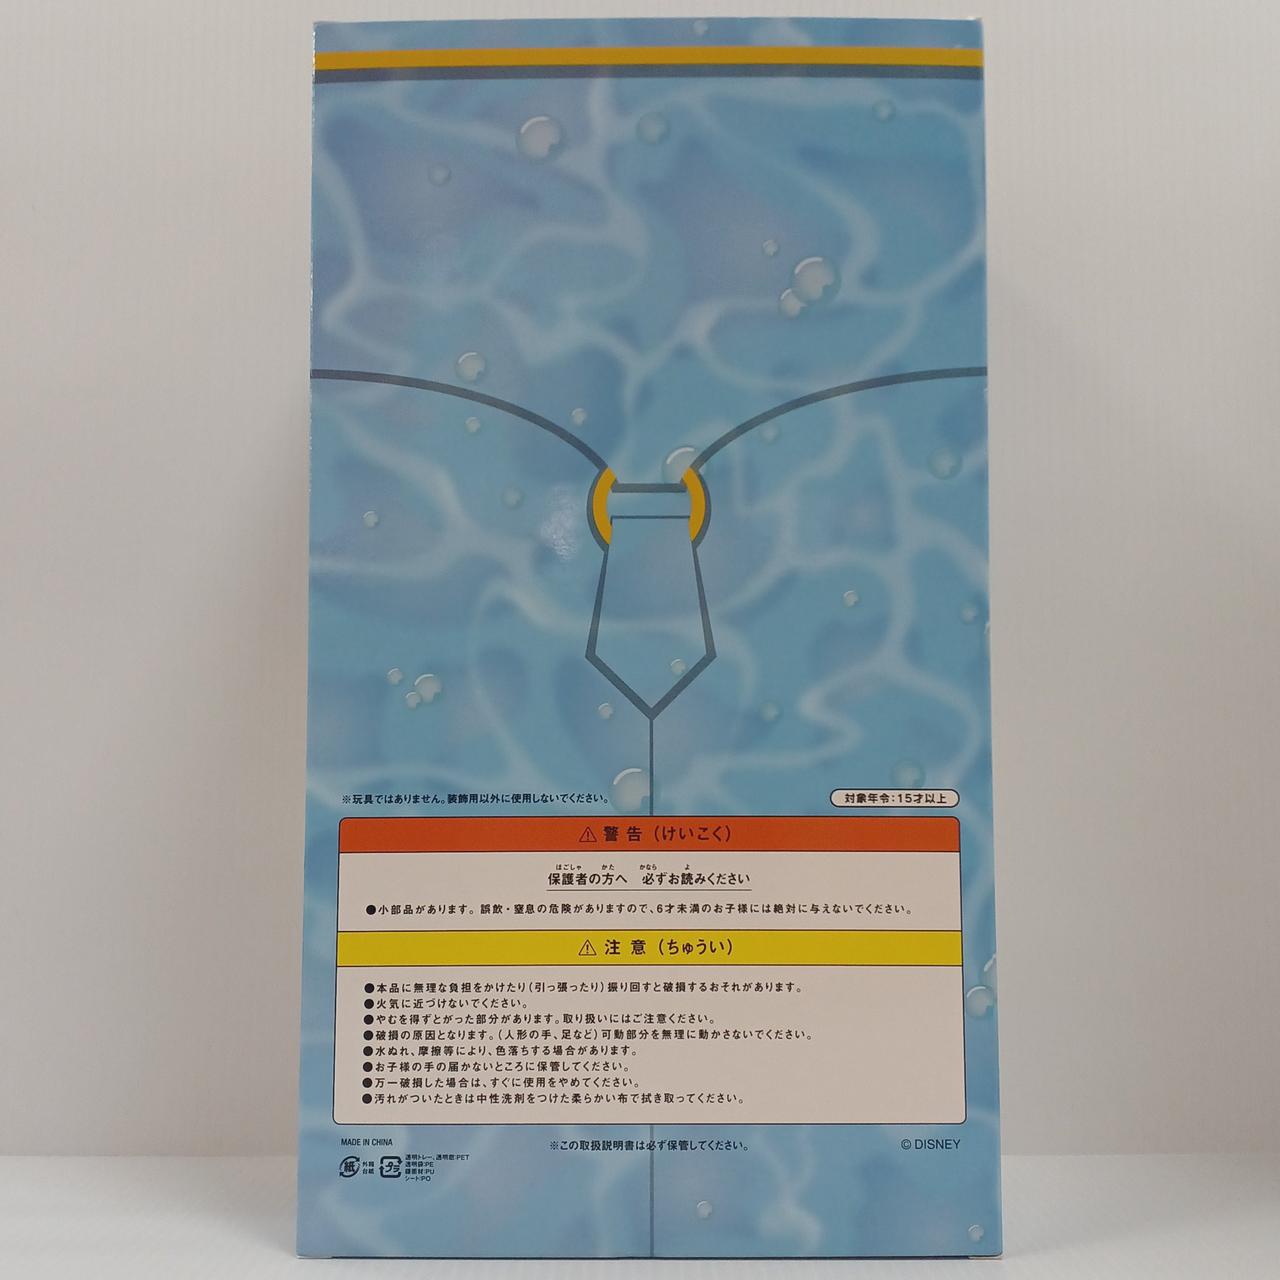 ※玩具ではありません。装飾用以外に使用しないでください。
対象年令:15才以上
⚠警告(けいこく)
ほごしゃ かた かなら よ
保護者の方へ 必ずお読みください
●小部品があります。誤飲・窒息の危険がありますので、6才未満のお子様には絶対に与えないでください。
⚠注意(ちゅうい)
●本品に無理な負担をかけたり(引っ張ったり)振り回すと破損するおそれがあります。
●火気に近づけないでください。
●やむを得ずとがった部分があります。取り扱いにはご注意ください。
●破損の原因となります。(人形の手、足など)可動部分を無理に動かさないでください。
●水ぬれ、摩擦等により、色落ちする場合があります。
●お子様の手の届かないところに保管してください。
●万一破損した場合は、すぐに使用をやめてください。
●汚れがついたときは中性洗剤をつけた柔らかい布で拭き取ってください。
MADE IN CHINA
※この取扱説明書は必ず保管してください。
© DISNEY
紙
外箱
台紙
プラ
透明トレー、透明窓:PET
透明袋:PE
緩衝材:PU
シート:PO